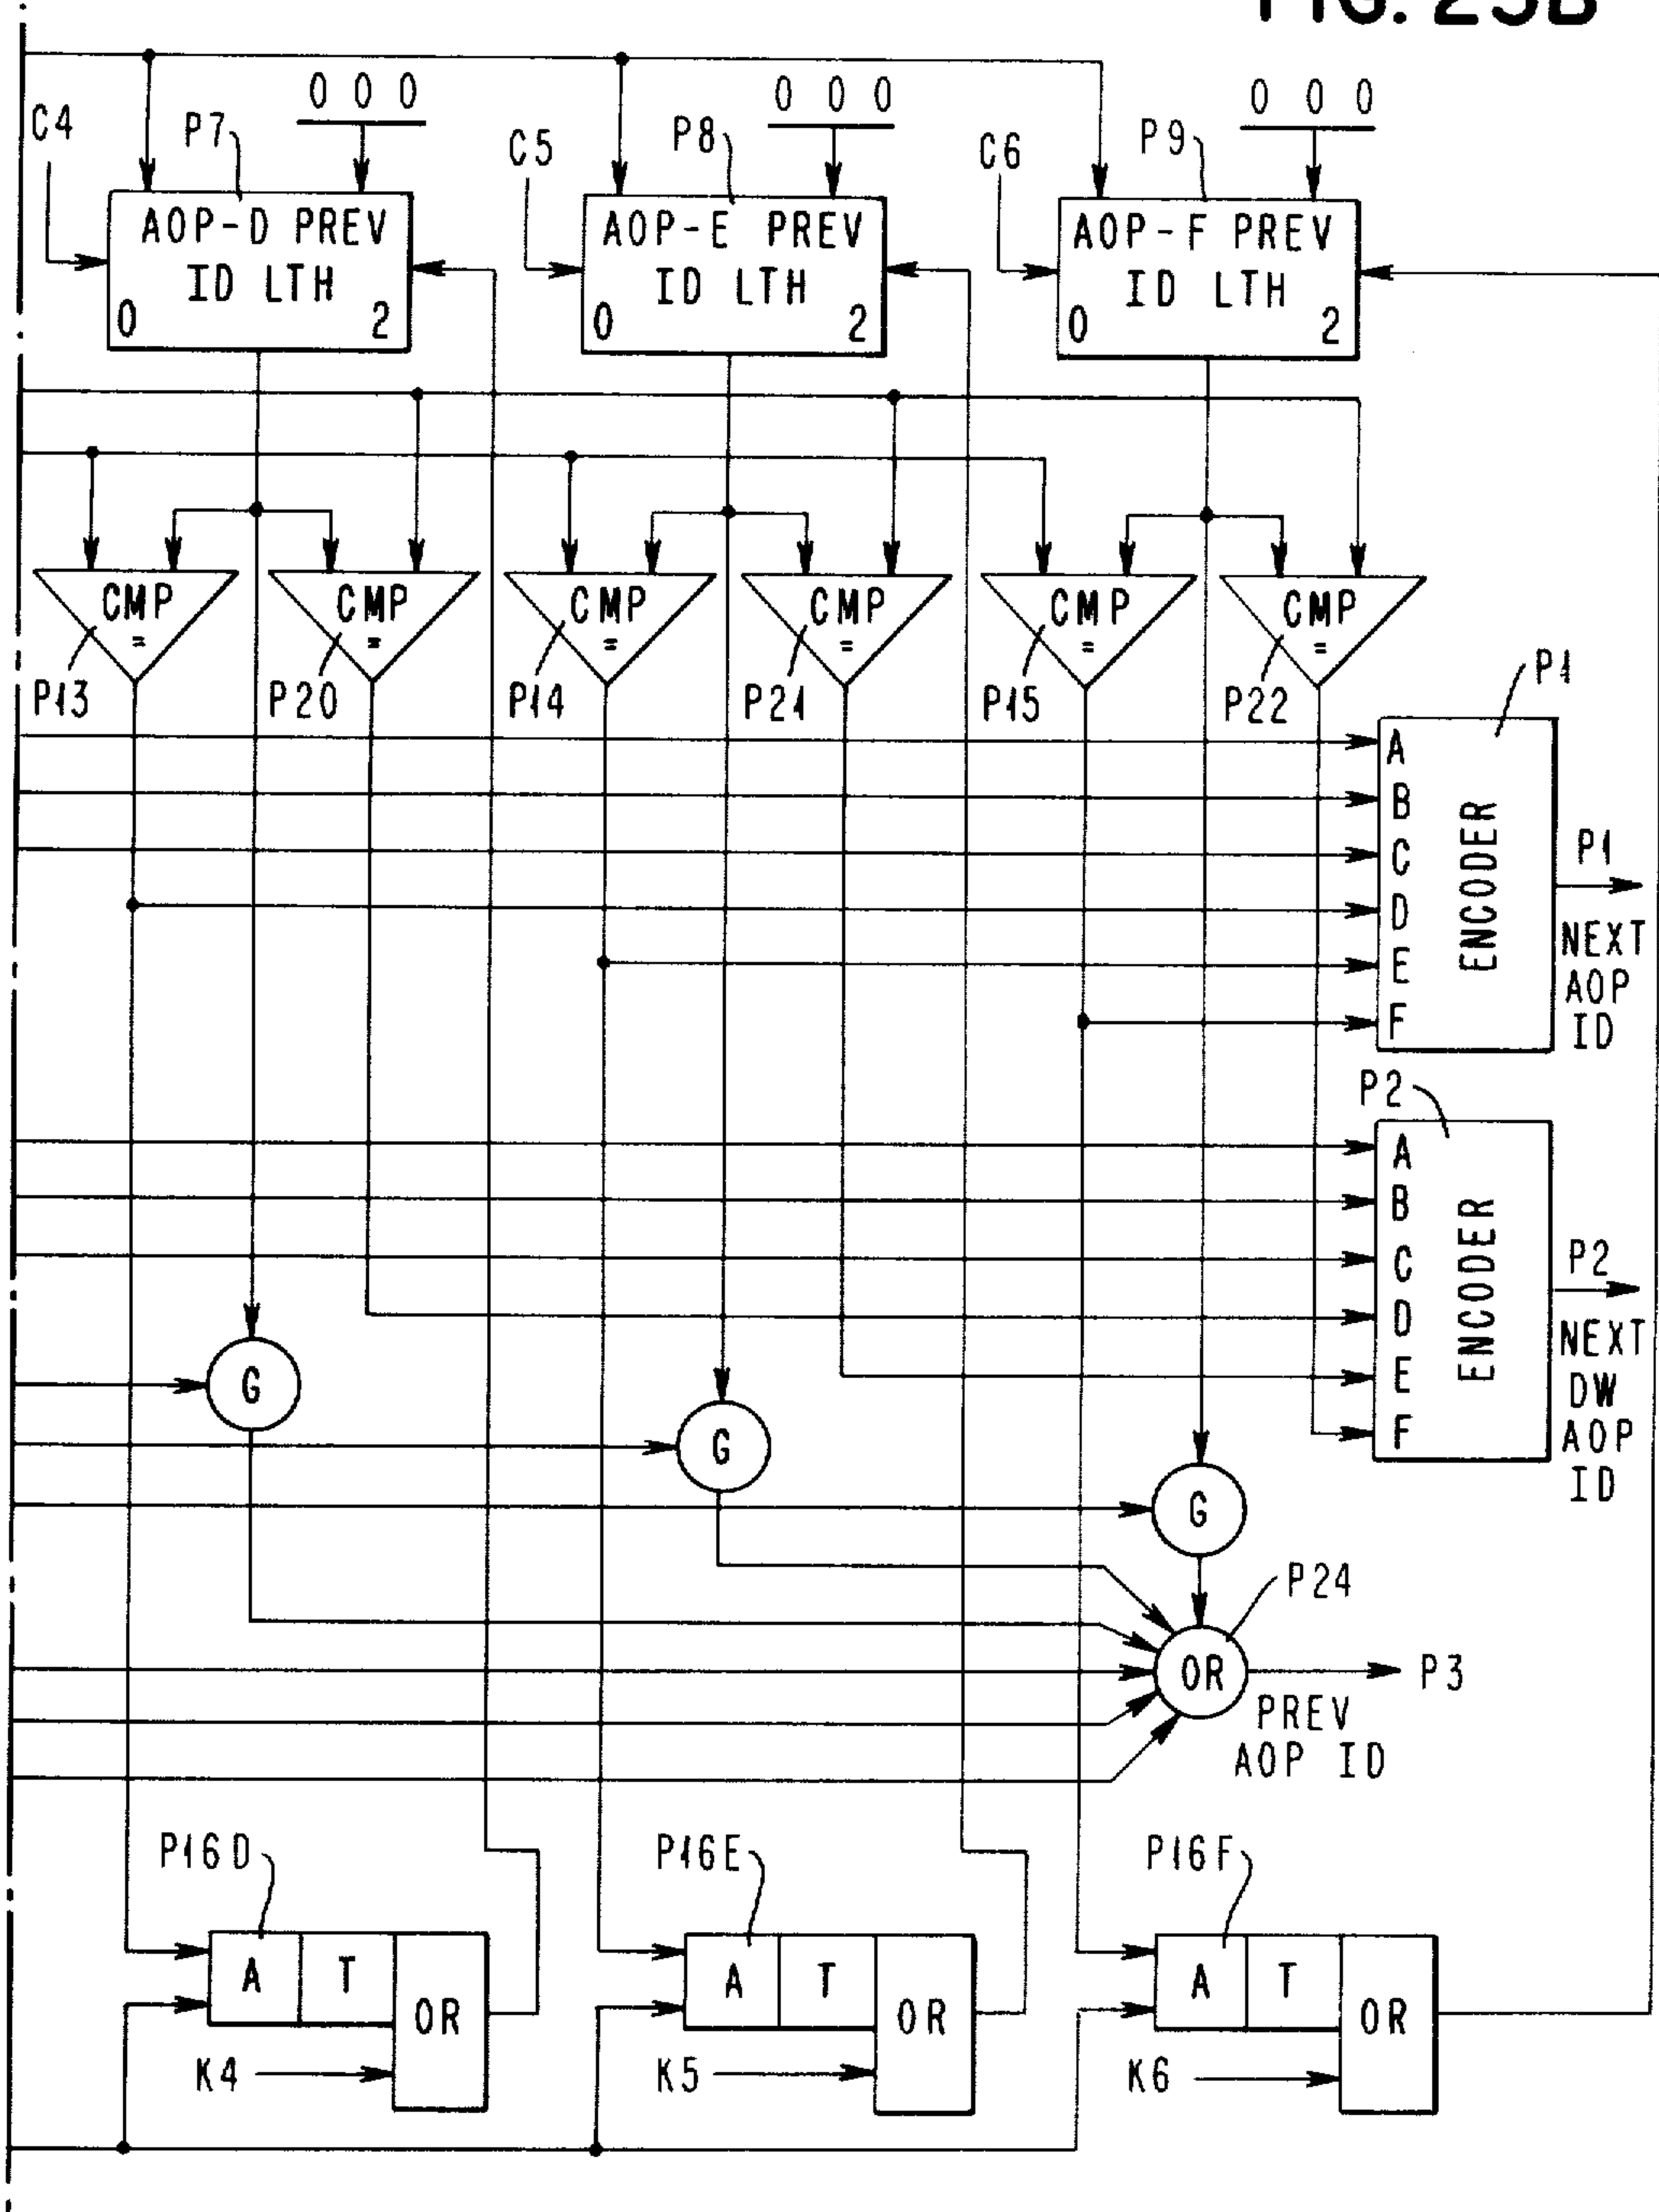 FIG. 25B
0 0 0
0 0 0
0 0 0
C4
P7
C5
P8
C6
P9
AOP-D PREV
ID LTH
0 2
AOP-E PREV
ID LTH
0 2
AOP-F PREV
ID LTH
0 2
CMP
=
CMP
=
CMP
=
CMP
=
CMP
=
CMP
=
P13
P20
P14
P21
P15
P22
P1
A
B
C
D
E
F
ENCODER
P1
NEXT
AOP
ID
P2
A
B
C
D
E
F
ENCODER
P2
NEXT
DW
AOP
ID
G
G
G
P24
OR
P3
PREV
AOP ID
P16D
P16E
P16F
A T
OR
A T
OR
A T
OR
K4
K5
K6